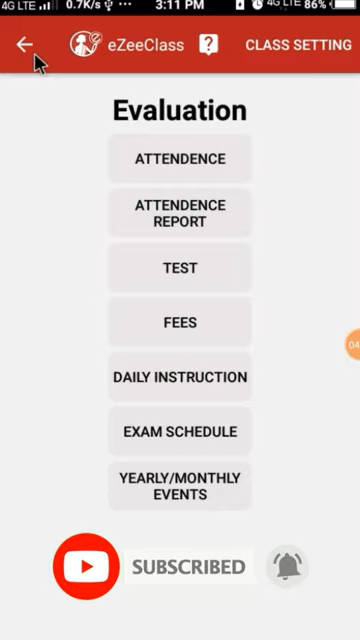 4G LTE 0.7K/s 3:11 PM 4G LTE 86%
eZeeClass ? CLASS SETTING
Evaluation
ATTENDENCE
ATTENDENCE
REPORT
TEST
FEES
04
DAILY INSTRUCTION
EXAM SCHEDULE
YEARLY/MONTHLY
EVENTS
SUBSCRIBED